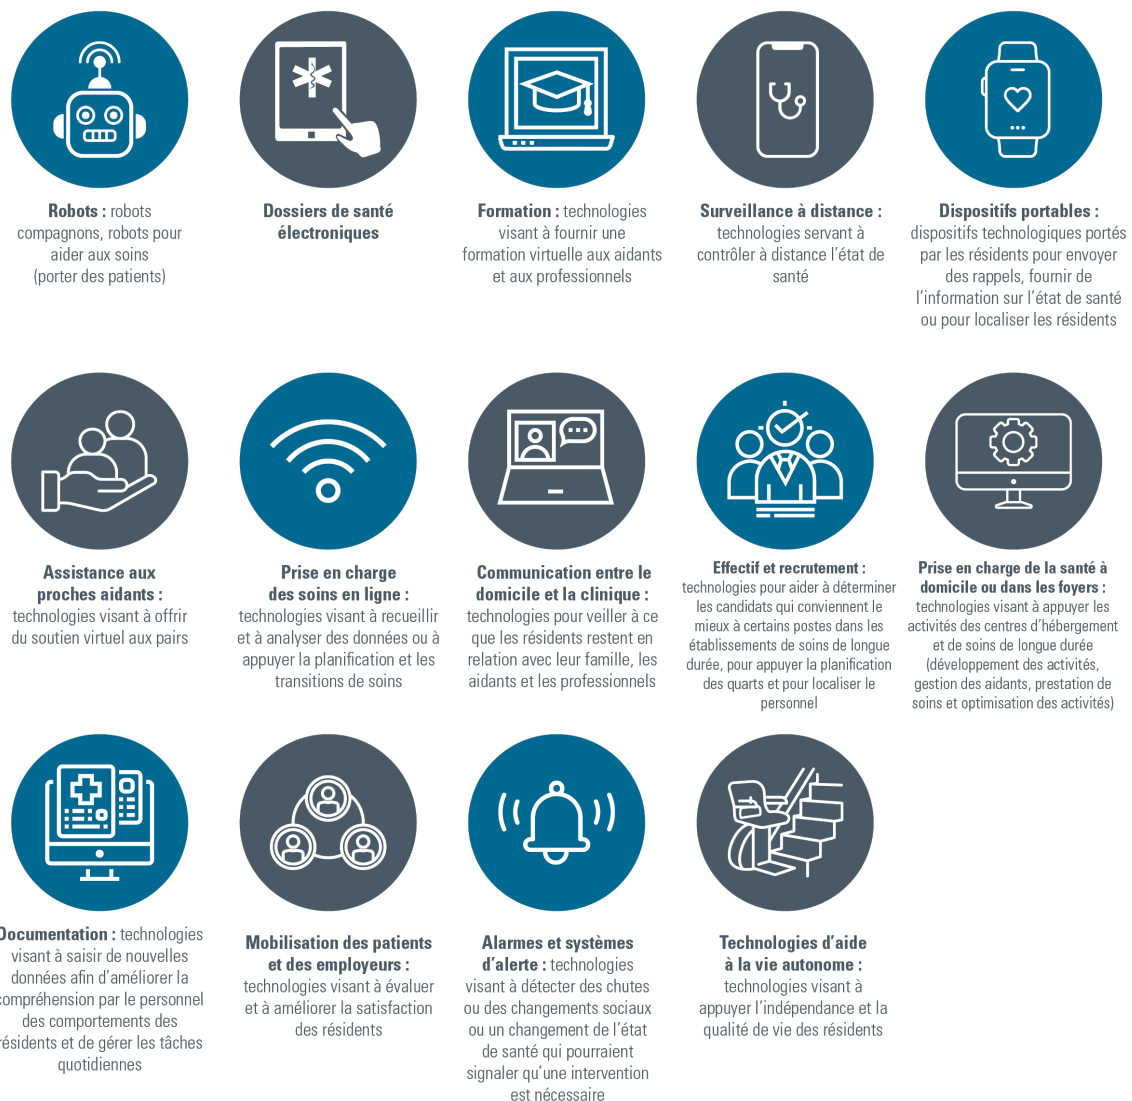 Robots : robots
compagnons, robots pour
aider aux soins
(porter des patients)
Dossiers de santé
électroniques
Formation : technologies
visant à fournir une
formation virtuelle aux aidants
et aux professionnels
Surveillance à distance :
technologies servant à
contrôler à distance l’état de
santé
Dispositifs portables :
dispositifs technologiques portés
par les résidents pour envoyer
des rappels, fournir de
l’information sur l’état de santé
ou pour localiser les résidents
Assistance aux
proches aidants :
technologies visant à offrir
du soutien virtuel aux pairs
Prise en charge
des soins en ligne :
technologies visant à recueillir
et à analyser des données ou à
appuyer la planification et les
transitions de soins
Communication entre le
domicile et la clinique :
technologies pour veiller à ce
que les résidents restent en
relation avec leur famille, les
aidants et les professionnels
Effectif et recrutement :
technologies pour aider à déterminer
les candidats qui conviennent le
mieux à certains postes dans les
établissements de soins de longue
durée, pour appuyer la planification
des quarts et pour localiser le
personnel
Prise en charge de la santé à
domicile ou dans les foyers :
technologies visant à appuyer les
activités des centres d’hébergement
et de soins de longue durée
(développement des activités,
gestion des aidants, prestation de
soins et optimisation des activités)
Documentation : technologies
visant à saisir de nouvelles
données afin d’améliorer la
compréhension par le personnel
des comportements des
résidents et de gérer les tâches
quotidiennes
Mobilisation des patients
et des employeurs :
technologies visant à évaluer
et à améliorer la satisfaction
des résidents
Alarmes et systèmes
d’alerte : technologies
visant à détecter des chutes
ou des changements sociaux
ou un changement de l’état
de santé qui pourraient
signaler qu’une intervention
est nécessaire
Technologies d’aide
à la vie autonome :
technologies visant à
appuyer l’indépendance et la
qualité de vie des résidents